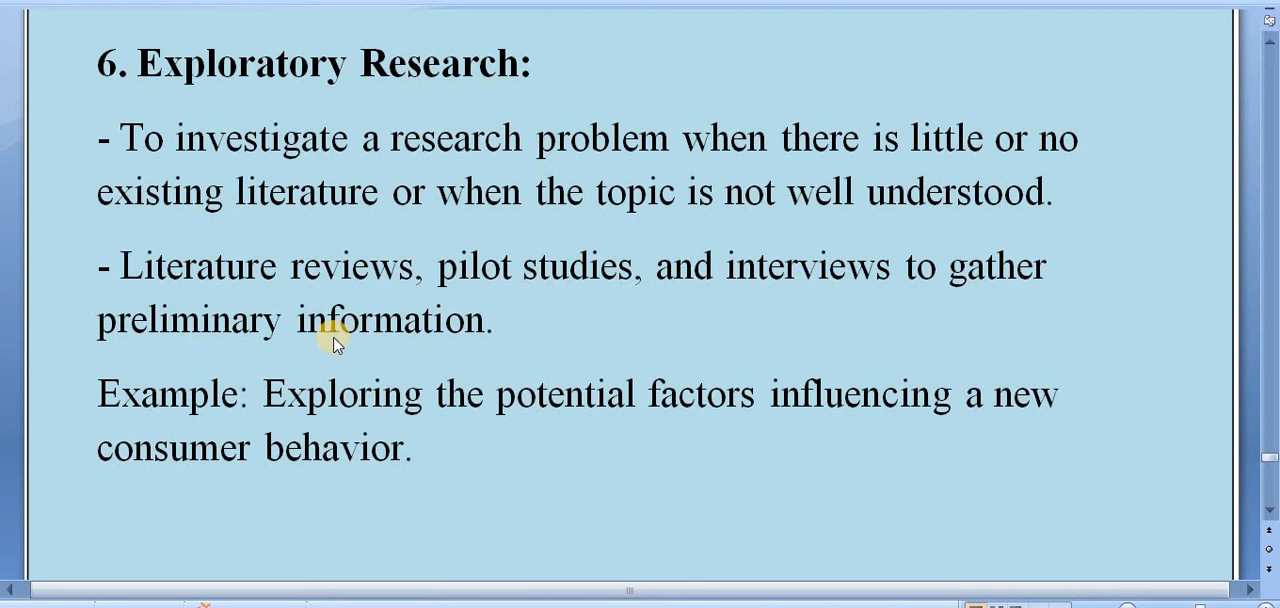 6. Exploratory Research:
- To investigate a research problem when there is little or no
existing literature or when the topic is not well understood.
- Literature reviews, pilot studies, and interviews to gather
preliminary information.
Example: Exploring the potential factors influencing a new
consumer behavior.